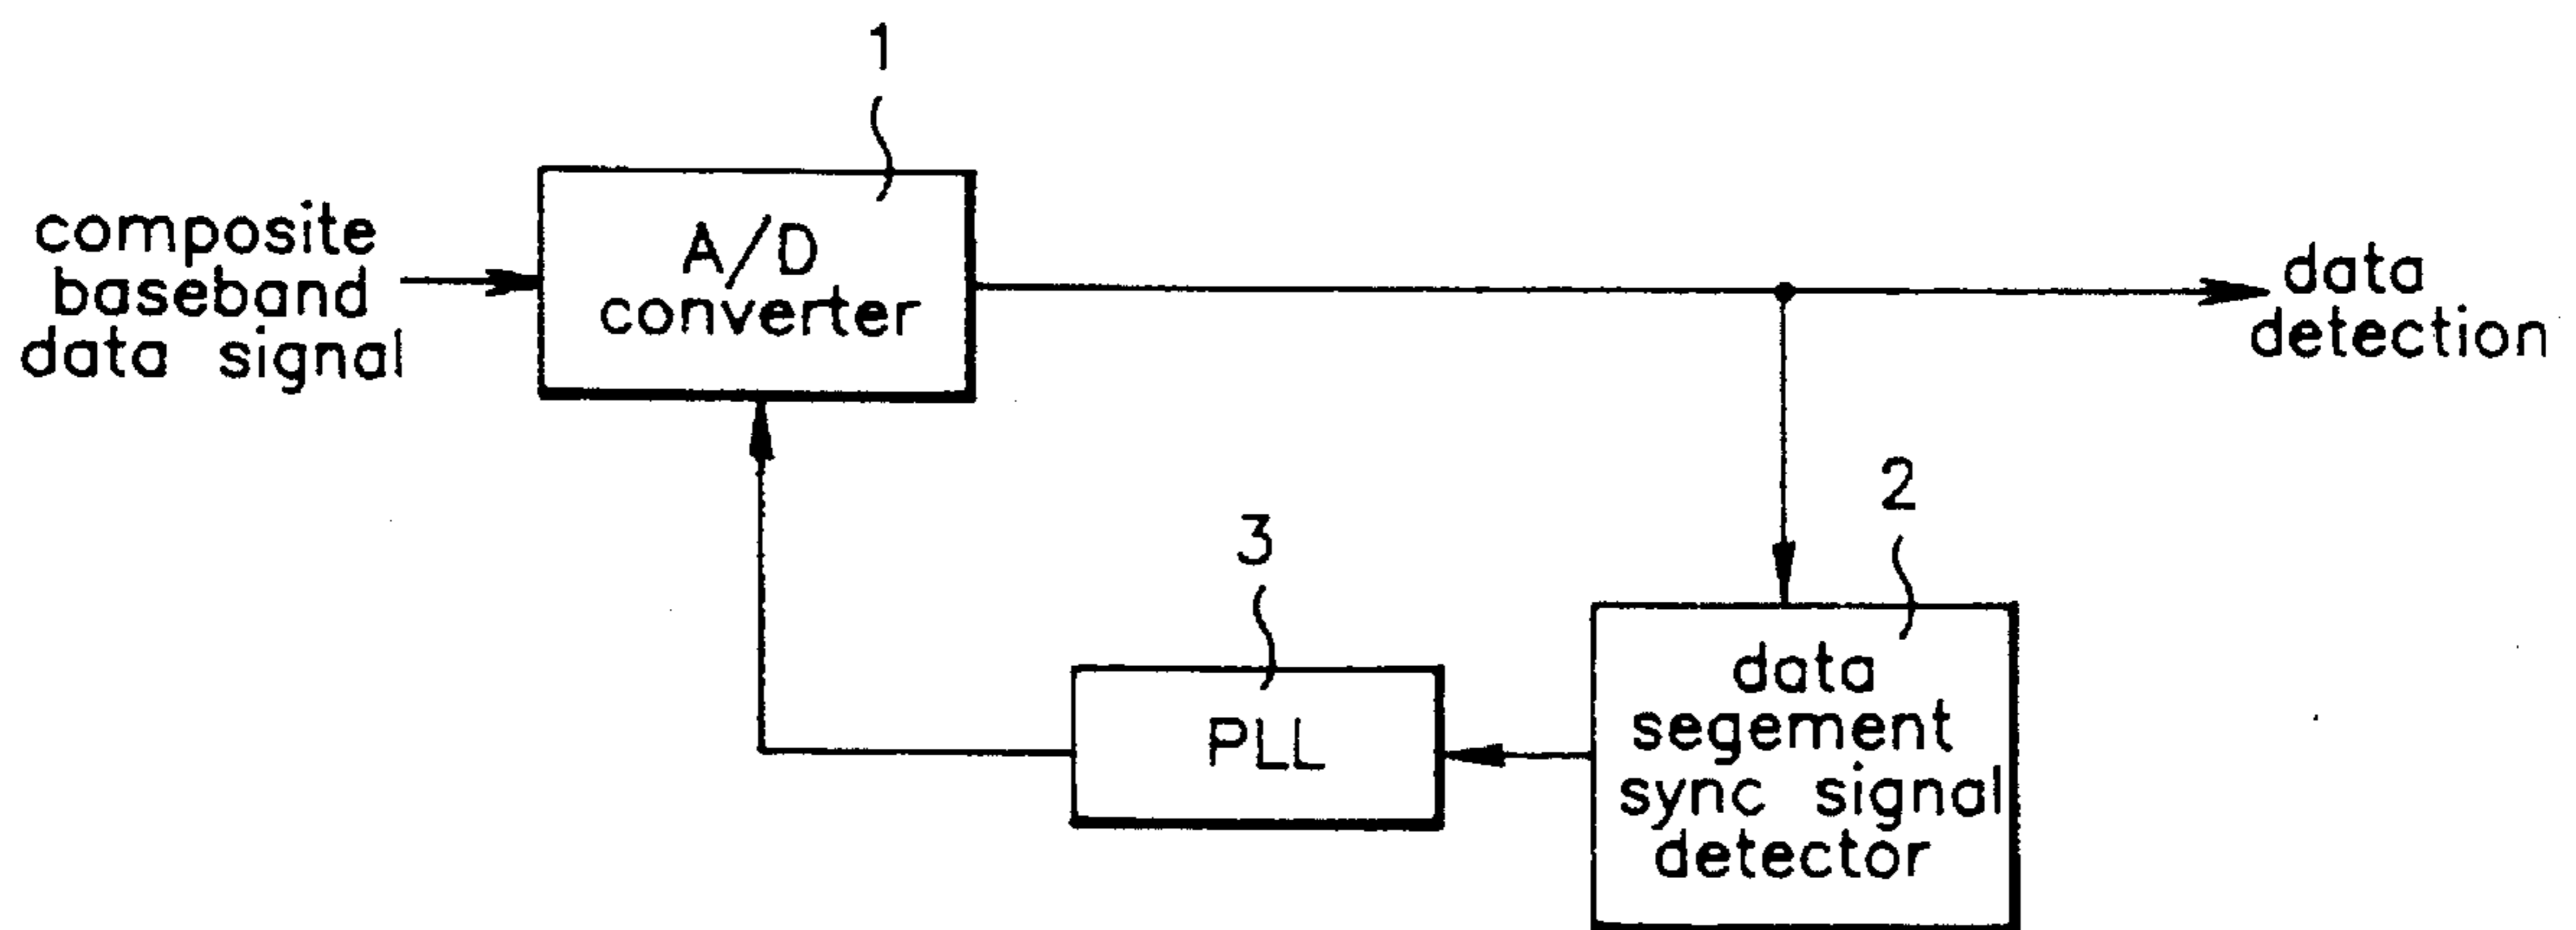 1
composite
baseband
data signal
A/D
converter
data
detection
2
3
data
segement
sync signal
detector
PLL